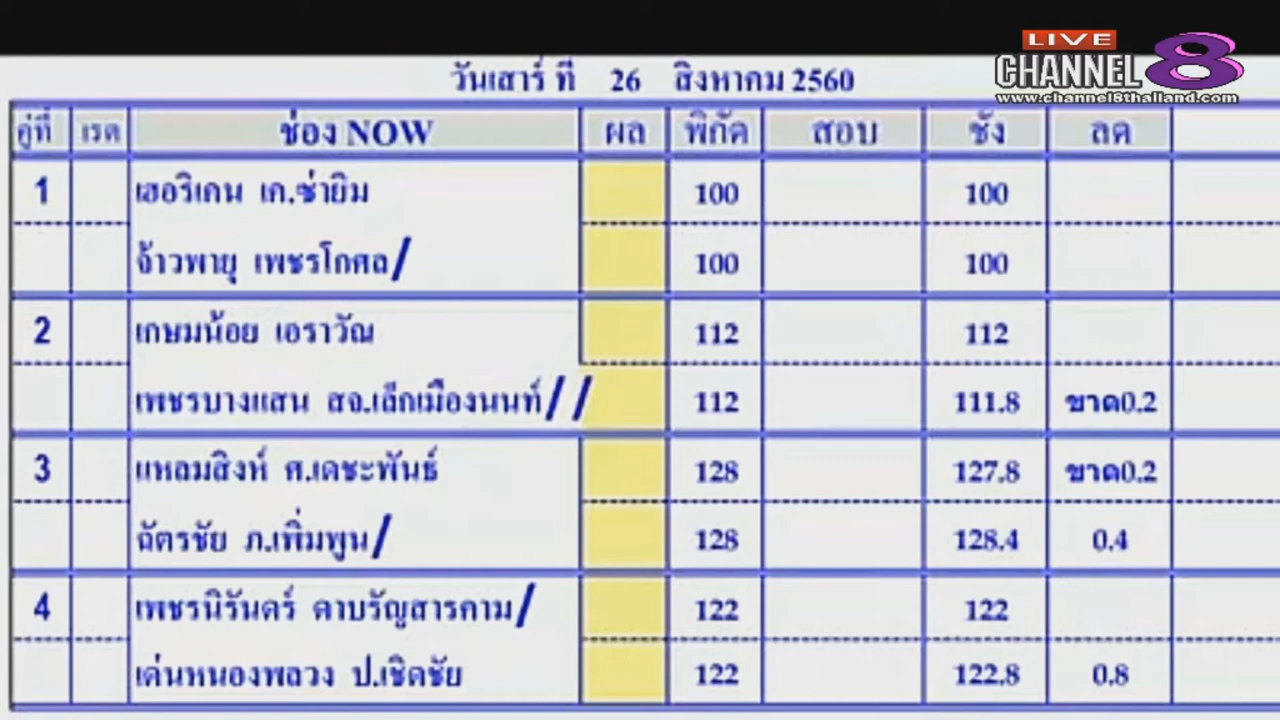 LIVE
CHANNEL 8
www.channel8thailand.com
วันเสาร์ ที่ 26 สิงหาคม 2560
คู่ที่ เรต ช่อง NOW ผล พิกัด สอบ ชั่ง ลด
1 เฮอริเคน เค.ซ่ายิม 100 100
จ้าวพายุ เพชรโกศล/ 100 100
2 เกษมน้อย เอราวัณ 112 112
เพชรบางแสน สจ.เล็กเมืองนนท์// 112 111.8 ขาด0.2
3 แหลมสิงห์ ศ.เดชะพันธ์ 128 127.8 ขาด0.2
ฉัตรชัย ภ.เพิ่มพูน/ 128 128.4 0.4
4 เพชรนิรันดร์ ดาบรัญสารคาม/ 122 122
เด่นหนองพลวง ป.เชิดชัย 122 122.8 0.8